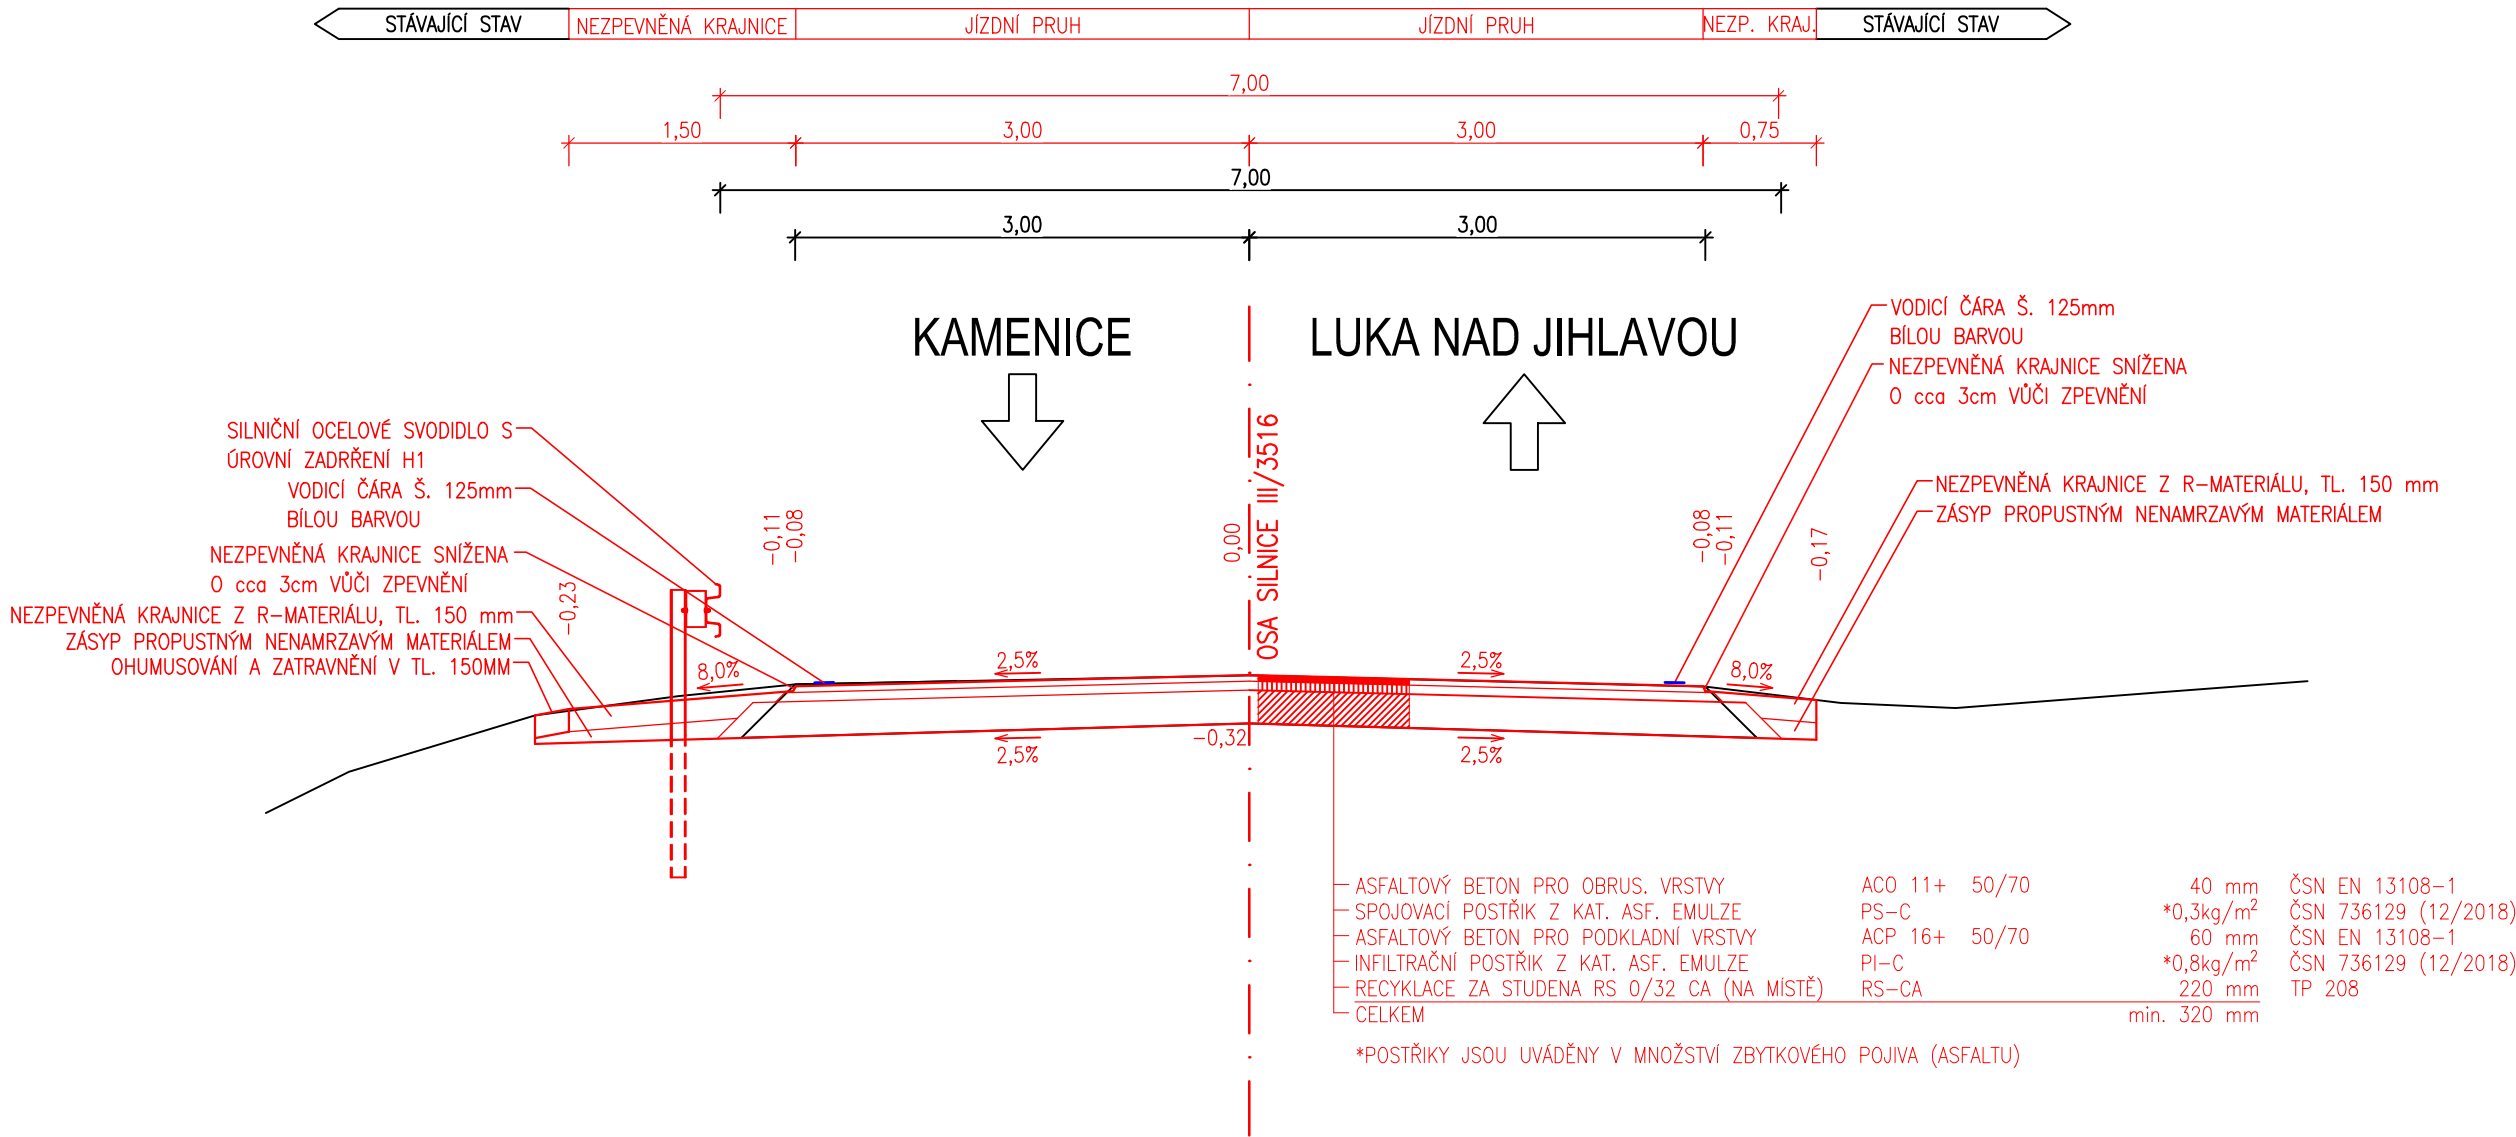 STÁVAJÍCÍ STAV
NEZPEVNĚNÁ KRAJNICE
JÍZDNÍ PRUH
JÍZDNÍ PRUH
NEZP. KRAJ.
STÁVAJÍCÍ STAV
7,00
1,50
3,00
3,00
0,75
7,00
3,00
3,00
KAMENICE
LUKA NAD JIHLAVOU
OSA SILNICE III/3516
VODICÍ ČÁRA Š. 125mm
BÍLOU BARVOU
NEZPEVNĚNÁ KRAJNICE SNÍŽENA
O cca 3cm VŮČI ZPEVNĚNÍ
NEZPEVNĚNÁ KRAJNICE Z R-MATERIÁLU, TL. 150 mm
ZÁSYP PROPUSTNÝM NENAMRZAVÝM MATERIÁLEM
SILNIČNÍ OCELOVÉ SVODIDLO S
ÚROVNÍ ZADRŘENÍ H1
VODICÍ ČÁRA Š. 125mm
BÍLOU BARVOU
NEZPEVNĚNÁ KRAJNICE SNÍŽENA
O cca 3cm VŮČI ZPEVNĚNÍ
NEZPEVNĚNÁ KRAJNICE Z R-MATERIÁLU, TL. 150 mm
ZÁSYP PROPUSTNÝM NENAMRZAVÝM MATERIÁLEM
OHUMUSOVÁNÍ A ZATRAVNĚNÍ V TL. 150MM
-0,23
-0,11
-0,08
0,00
-0,08
-0,11
-0,17
8,0%
2,5%
2,5%
8,0%
2,5%
-0,32
2,5%
ASFALTOVÝ BETON PRO OBRUS. VRSTVY ACO 11+ 50/70 40 mm ČSN EN 13108-1
SPOJOVACÍ POSTŘIK Z KAT. ASF. EMULZE PS-C *0,3kg/m² ČSN 736129 (12/2018)
ASFALTOVÝ BETON PRO PODKLADNÍ VRSTVY ACP 16+ 50/70 60 mm ČSN EN 13108-1
INFILTRAČNÍ POSTŘIK Z KAT. ASF. EMULZE PI-C *0,8kg/m² ČSN 736129 (12/2018)
RECYKLACE ZA STUDENA RS 0/32 CA (NA MÍSTĚ) RS-CA 220 mm TP 208
CELKEM min. 320 mm
*POSTŘIKY JSOU UVÁDĚNY V MNOŽSTVÍ ZBYTKOVÉHO POJIVA (ASFALTU)